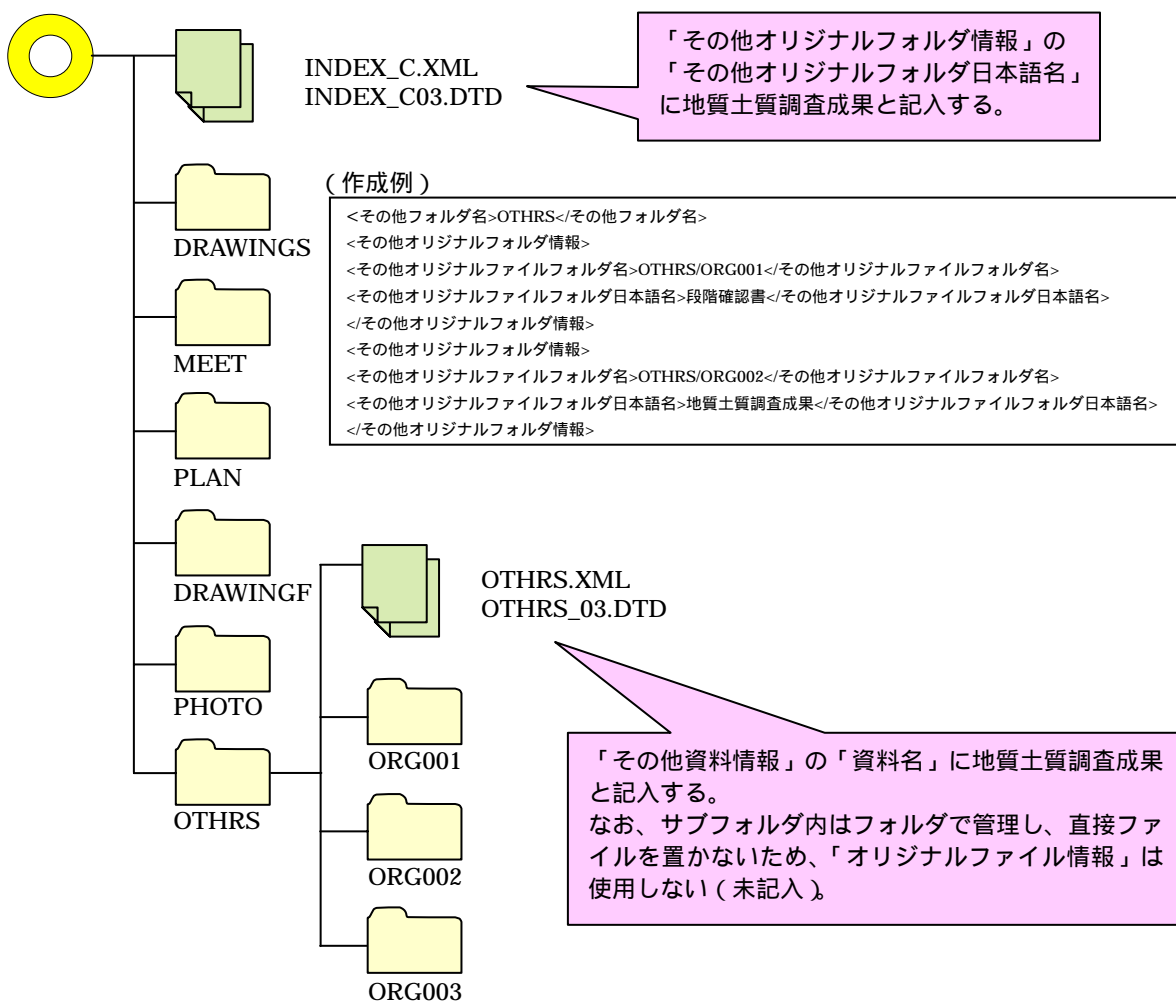 INDEX_C.XML
INDEX_C03.DTD
「その他オリジナルフォルダ情報」の
「その他オリジナルフォルダ日本語名」
に地質土質調査成果と記入する。
DRAWINGS
(作成例)
<その他フォルダ名>OTHRS</その他フォルダ名>
<その他オリジナルフォルダ情報>
<その他オリジナルファイルフォルダ名>OTHRS/ORG001</その他オリジナルファイルフォルダ名>
<その他オリジナルファイルフォルダ日本語名>段階確認書</その他オリジナルファイルフォルダ日本語名>
</その他オリジナルフォルダ情報>
<その他オリジナルフォルダ情報>
<その他オリジナルファイルフォルダ名>OTHRS/ORG002</その他オリジナルファイルフォルダ名>
<その他オリジナルファイルフォルダ日本語名>地質土質調査成果</その他オリジナルファイルフォルダ日本語名>
</その他オリジナルフォルダ情報>
MEET
PLAN
DRAWINGF
PHOTO
OTHRS
OTHRS.XML
OTHRS_03.DTD
ORG001
ORG002
ORG003
「その他資料情報」の「資料名」に地質土質調査成果
と記入する。
なお、サブフォルダ内はフォルダで管理し、直接ファ
イルを置かないため、「オリジナルファイル情報」は
使用しない(未記入)。